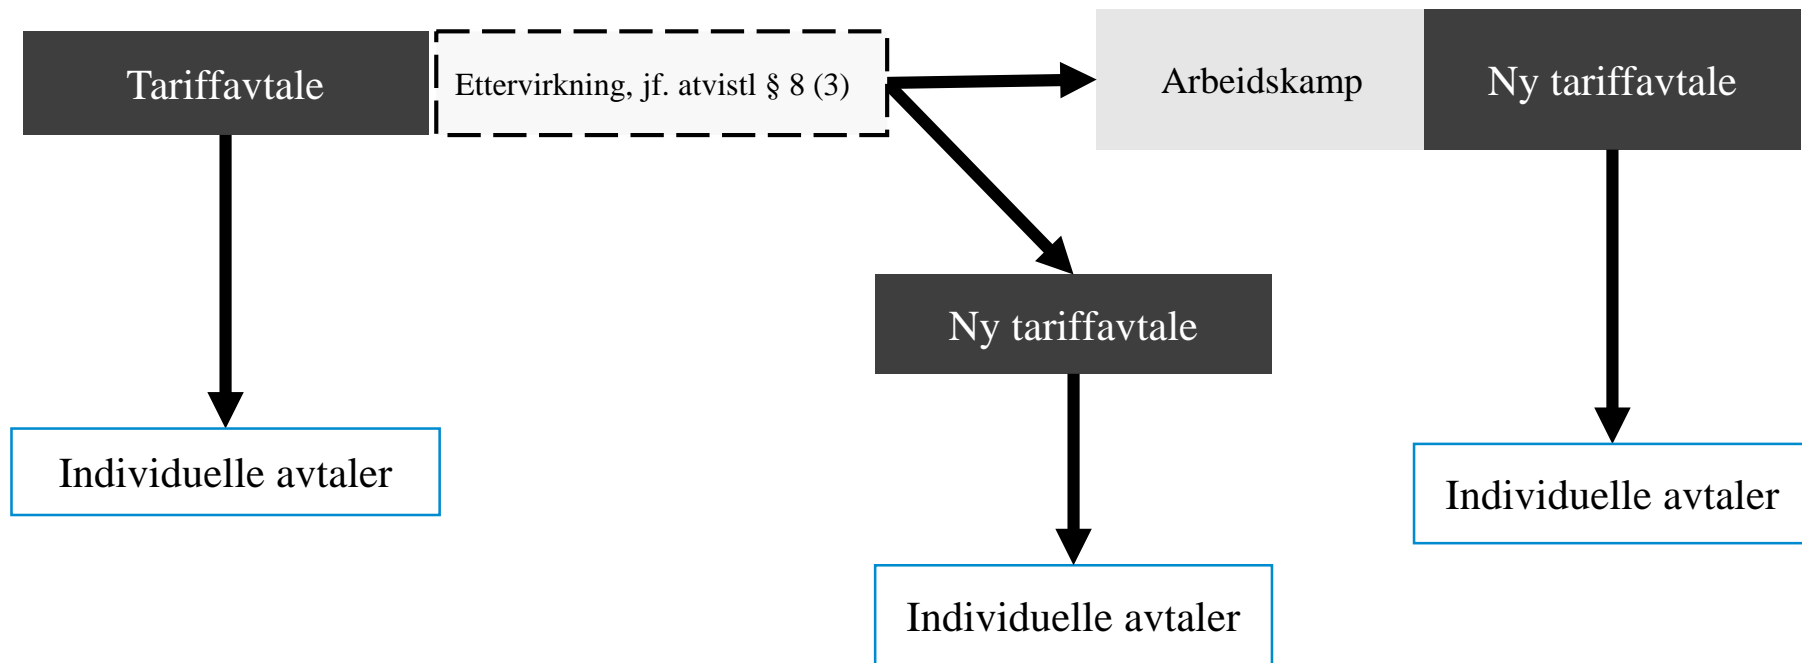 Tariffavtale
Ettervirkning, jf. atvistl § 8 (3)
Arbeidskamp
Ny tariffavtale
Ny tariffavtale
Individuelle avtaler
Individuelle avtaler
Individuelle avtaler